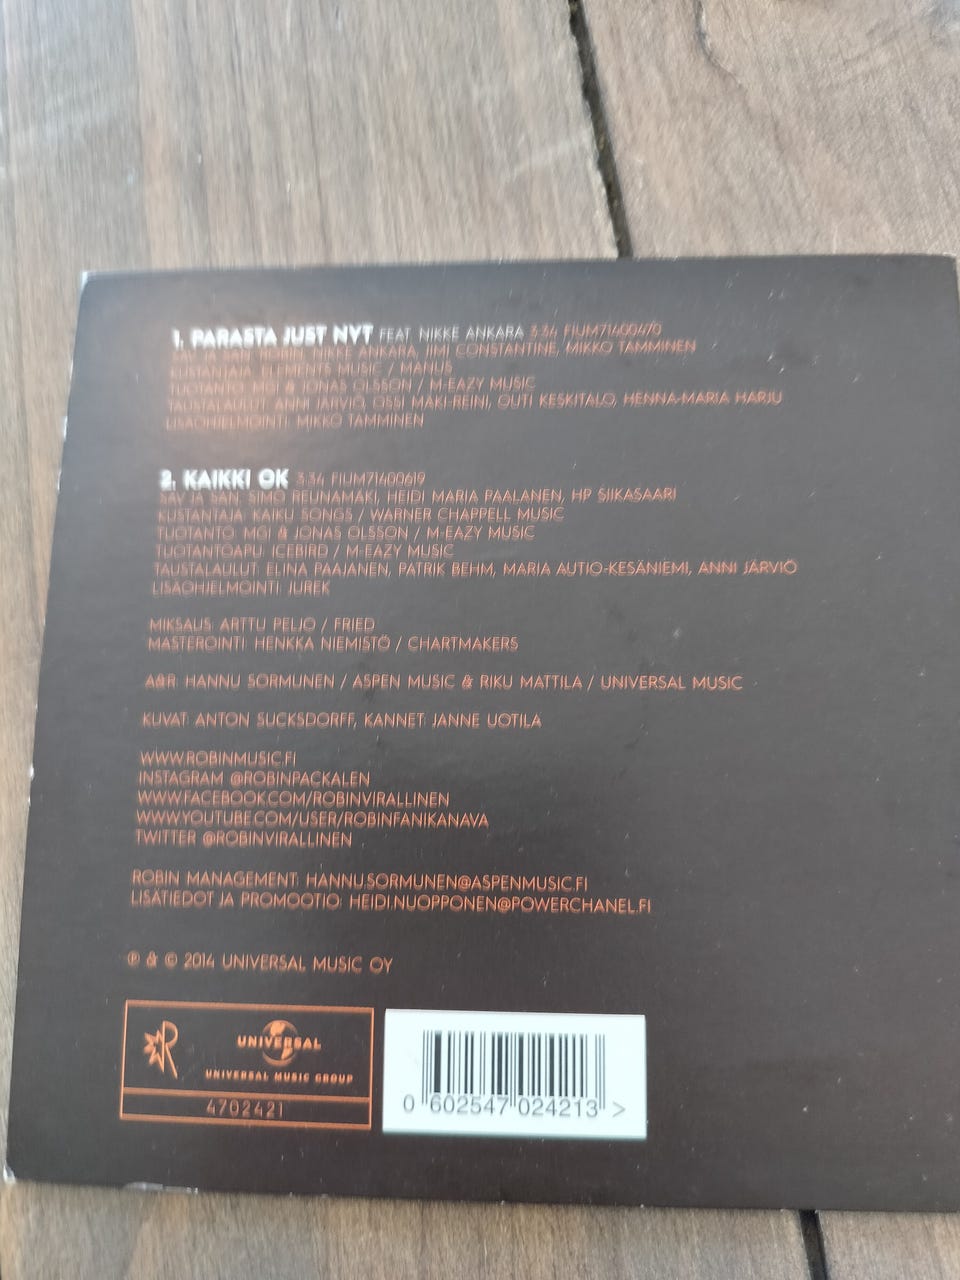 1. PARASTA JUST NYT FEAT NIKKE ANKARA 3:34 FIUM71400470
SÄV JA SAN: ROBIN, NIKKE ANKARA, JIMI CONSTANTINE, MIKKO TAMMINEN
KUSTANTAJA: ELEMENTS MUSIC / MANUS
TUOTANTO: MGI & JONAS OLSSON / M-EAZY MUSIC
TAUSTALAULUT: ANNI JÄRVIÖ, OSSI MÄKI-REINI, OUTI KESKITALO, HENNA-MARIA HARJU
LISÄOHJELMOINTI: MIKKO TAMMINEN
2. KAIKKI OK 3:34 FIUM71400619
SÄV JA SAN: SIMO REUNAMÄKI, HEIDI MARIA PAALANEN, HP SIIKASAARI
KUSTANTAJA: KAIKU SONGS / WARNER CHAPPELL MUSIC
TUOTANTO: MGI & JONAS OLSSON / M-EAZY MUSIC
TUOTANTOAPU: ICEBIRD / M-EAZY MUSIC
TAUSTALAULUT: ELINA PAAJANEN, PATRIK BEHM, MARIA AUTIO-KESÄNIEMI, ANNI JÄRVIÖ
LISÄOHJELMOINTI: JUREK
MIKSAUS: ARTTU PELJO / FRIED
MASTEROINTI: HENKKA NIEMISTÖ / CHARTMAKERS
A&R: HANNU SORMUNEN / ASPEN MUSIC & RIKU MATTILA / UNIVERSAL MUSIC
KUVAT: ANTON SUCKSDORFF, KANNET: JANNE UOTILA
WWW.ROBINMUSIC.FI
INSTAGRAM @ROBINPACKALEN
WWW.FACEBOOK.COM/ROBINVIRALLINEN
WWW.YOUTUBE.COM/USER/ROBINFANIKANAVA
TWITTER @ROBINVIRALLINEN
ROBIN MANAGEMENT: HANNU.SORMUNEN@ASPENMUSIC.FI
LISÄTIEDOT JA PROMOOTIO: HEIDI.NUOPPONEN@POWERCHANEL.FI
℗ & © 2014 UNIVERSAL MUSIC OY
R UNIVERSAL
UNIVERSAL MUSIC GROUP
4702421
0 602547 024213 >